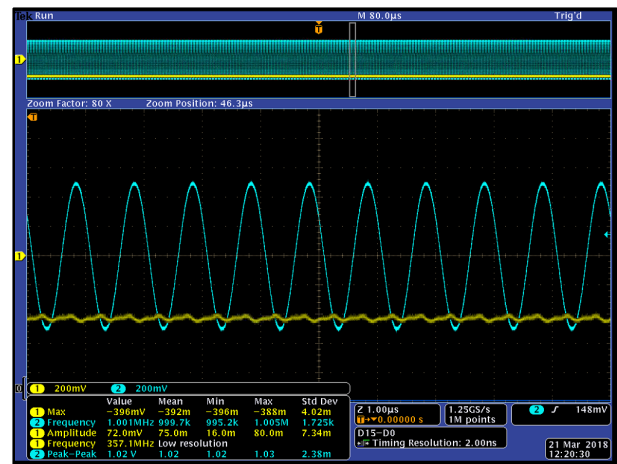 Tek Run M 80.0µs Trig'd
T
1
Zoom Factor: 80 X Zoom Position: 46.3µs
T
1
1 200mV 2 200mV
Value Mean Min Max Std Dev
1 Max −396mV −392m −396m −388m 4.02m
2 Frequency 1.001MHz 999.7k 995.2k 1.005M 1.725k
1 Amplitude 72.0mV 75.0m 16.0m 80.0m 7.34m
1 Frequency 357.1MHz Low resolution
2 Peak−Peak 1.02 V 1.02 1.02 1.03 2.38m
Z 1.00µs
T→▾0.00000 s
1.25GS/s
1M points
2 ʃ 148mV
D15−D0
Timing Resolution: 2.00ns
21 Mar 2018
12:20:30